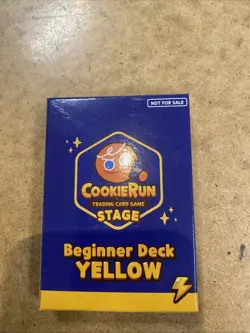 NOT FOR SALE
COOKIERUN
TRADING CARD GAME
STAGE
Beginner Deck
YELLOW